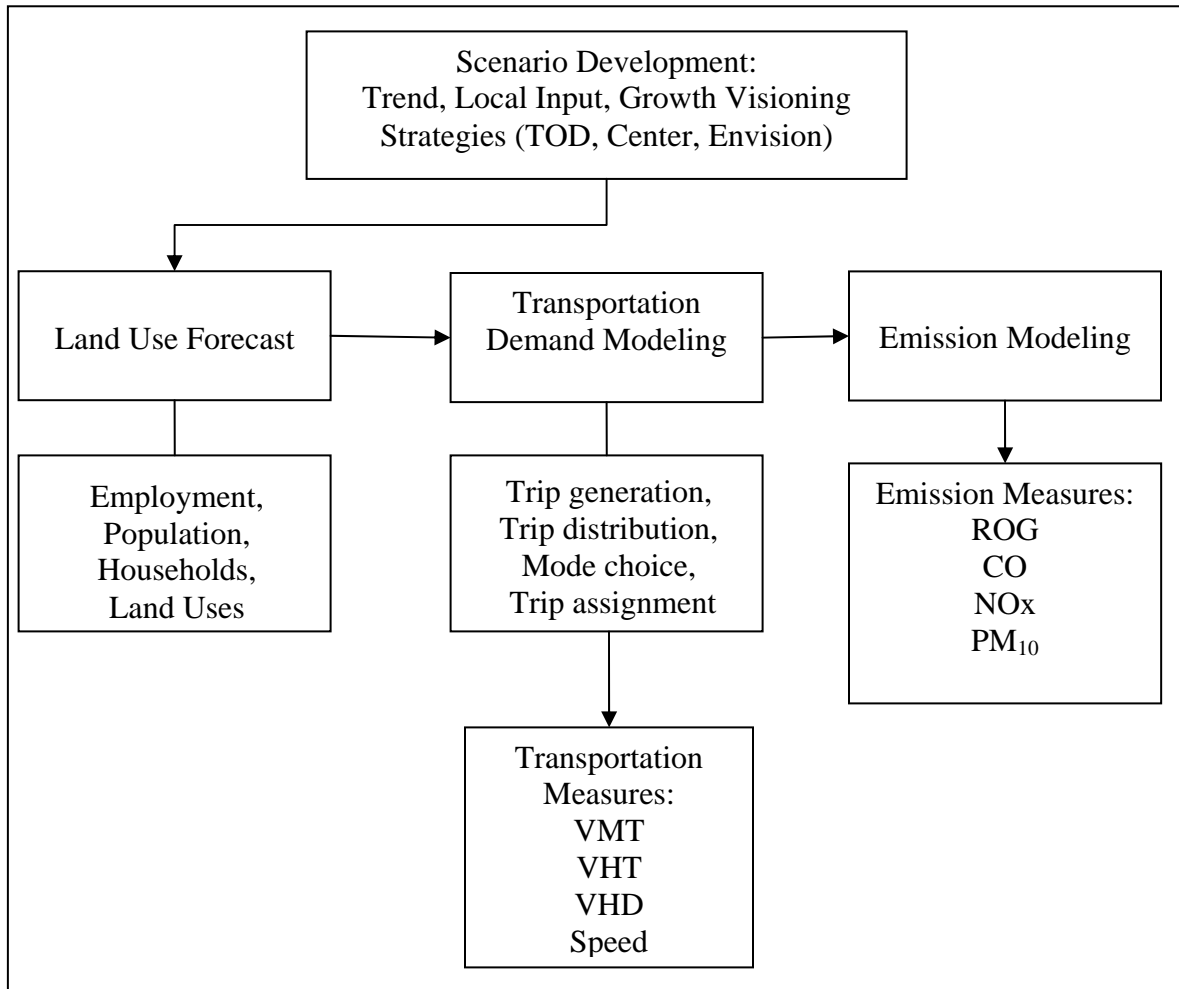 Scenario Development:
Trend, Local Input, Growth Visioning
Strategies (TOD, Center, Envision)
Land Use Forecast
Transportation
Demand Modeling
Emission Modeling
Employment,
Population,
Households,
Land Uses
Trip generation,
Trip distribution,
Mode choice,
Trip assignment
Emission Measures:
ROG
CO
NOx
PM₁₀
Transportation
Measures:
VMT
VHT
VHD
Speed